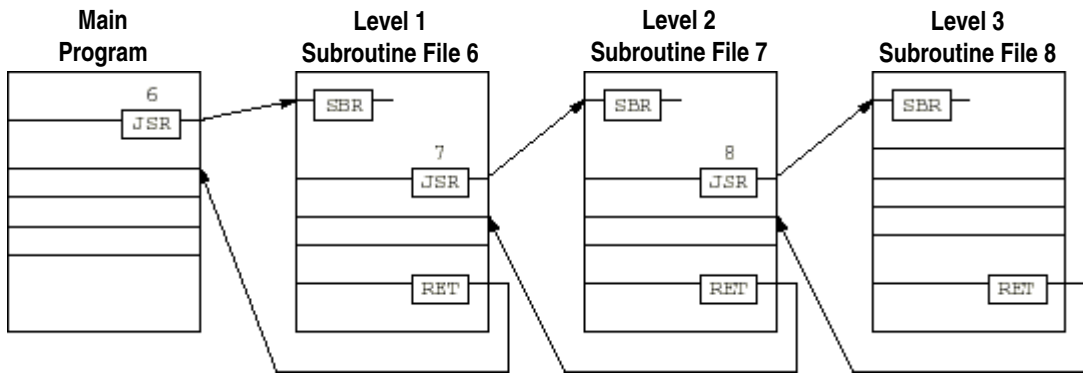 Main
Program
Level 1
Subroutine File 6
Level 2
Subroutine File 7
Level 3
Subroutine File 8
6
JSR
SBR
7
JSR
RET
SBR
8
JSR
RET
SBR
RET